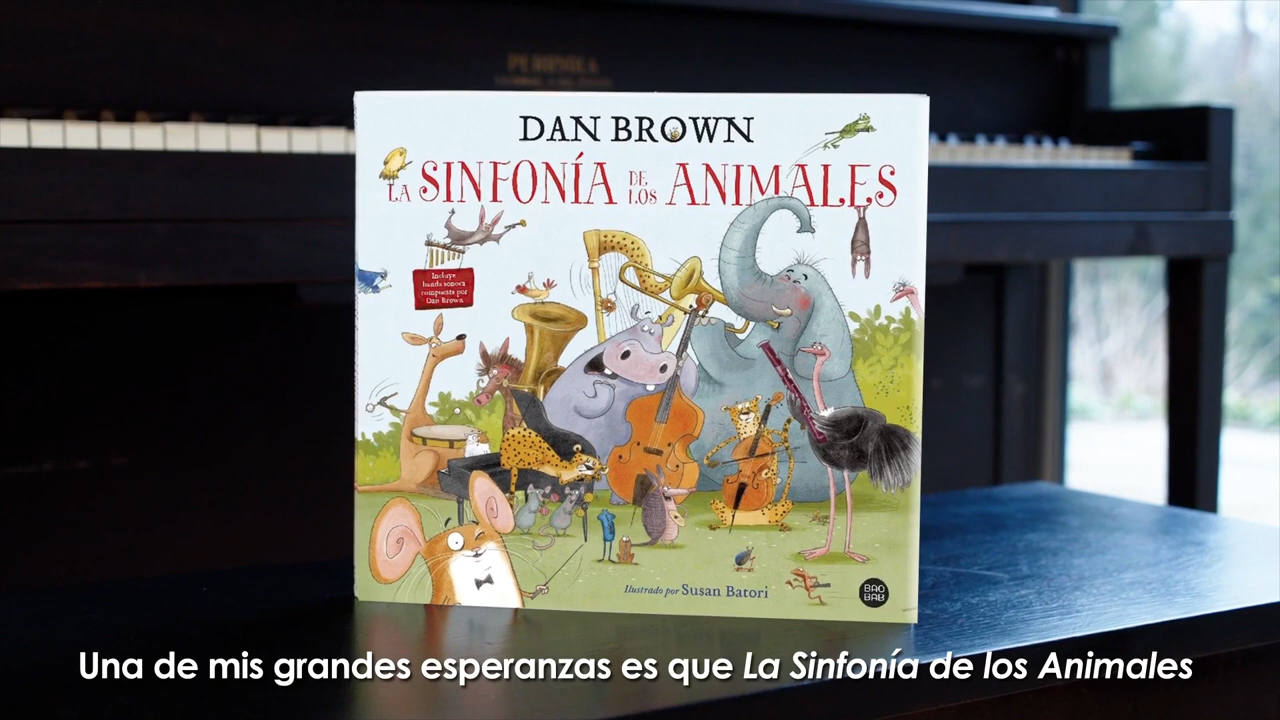 DAN BROWN
LA SINFONÍA DE LOS ANIMALES
Incluye
banda sonora
compuesta por
Dan Brown
Ilustrado por Susan Batori
BAO
BAB
Una de mis grandes esperanzas es que La Sinfonía de los Animales